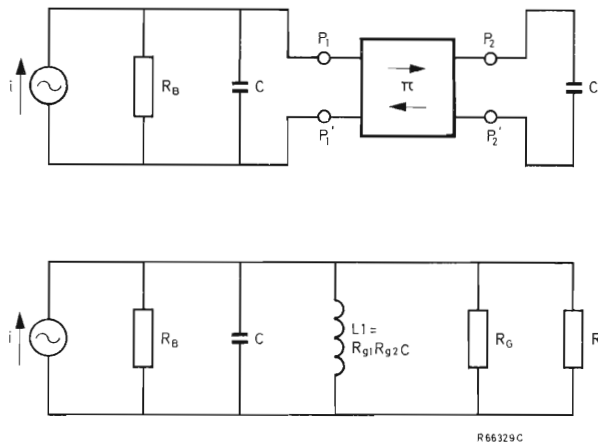 i
R_B
C
P_1
P_1'
π
P_2
P_2'
C
i
R_B
C
L1=
R_g1 R_g2 C
R_G
R
R66329C